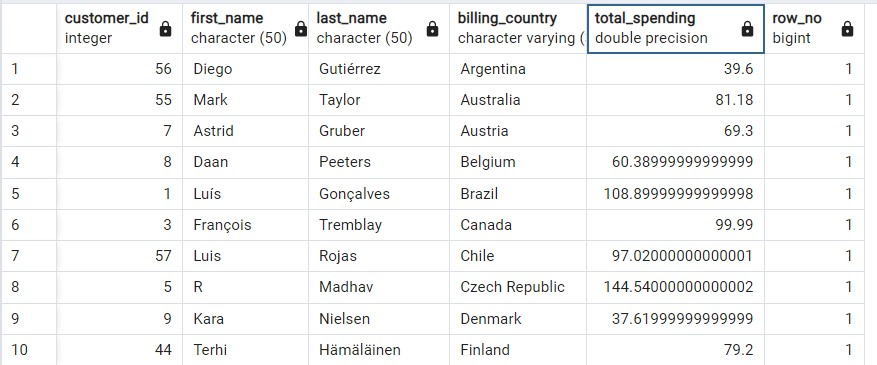 customer_id first_name last_name billing_country total_spending row_no
integer character (50) character (50) character varying ( double precision bigint
1 56 Diego Gutiérrez Argentina 39.6 1
2 55 Mark Taylor Australia 81.18 1
3 7 Astrid Gruber Austria 69.3 1
4 8 Daan Peeters Belgium 60.38999999999999 1
5 1 Luís Gonçalves Brazil 108.89999999999998 1
6 3 François Tremblay Canada 99.99 1
7 57 Luis Rojas Chile 97.02000000000001 1
8 5 R Madhav Czech Republic 144.54000000000002 1
9 9 Kara Nielsen Denmark 37.61999999999999 1
10 44 Terhi Hämäläinen Finland 79.2 1